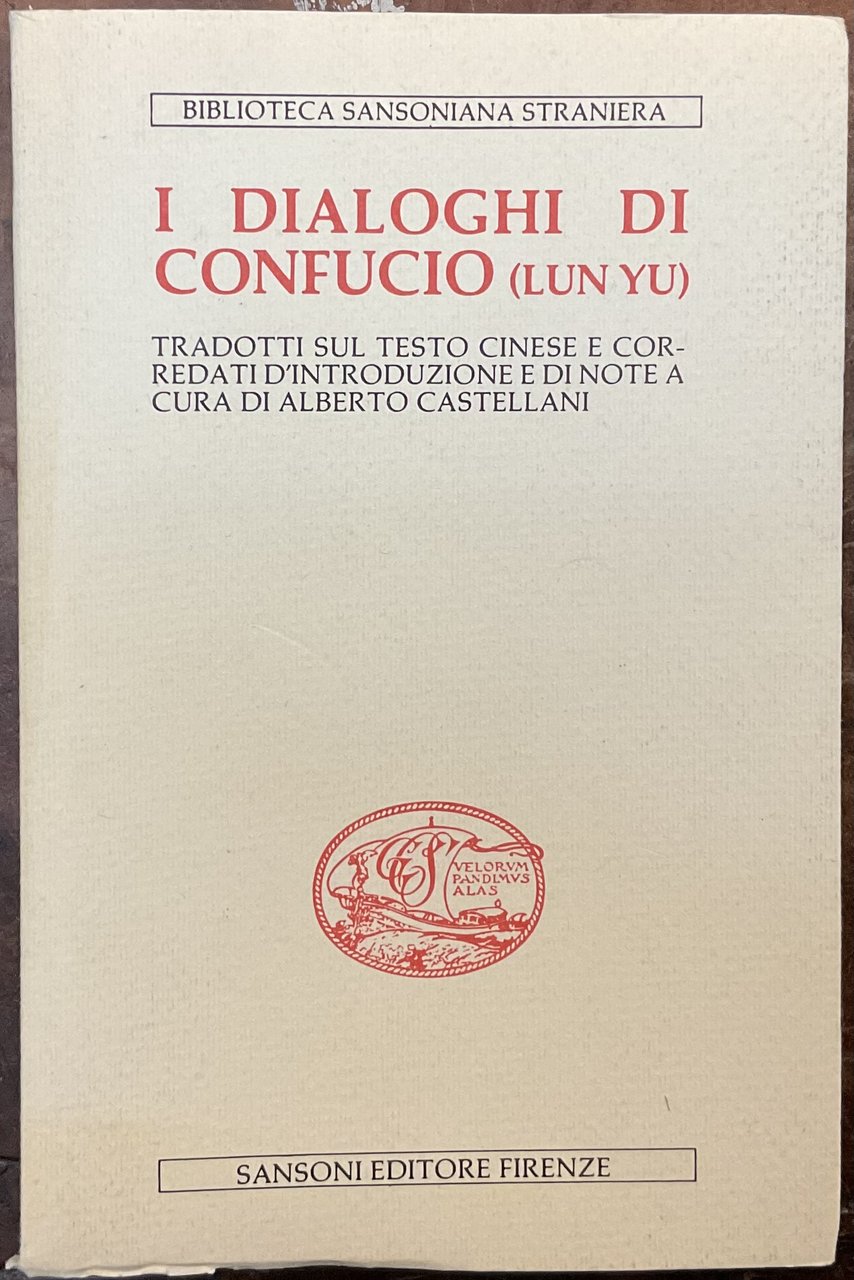 BIBLIOTECA SANSONIANA STRANIERA
I DIALOGHI DI
CONFUCIO (LUN YU)
TRADOTTI SUL TESTO CINESE E COR-
REDATI D'INTRODUZIONE E DI NOTE A
CURA DI ALBERTO CASTELLANI
GCS
VELORVM
PANDIMVS
ALAS
SANSONI EDITORE FIRENZE